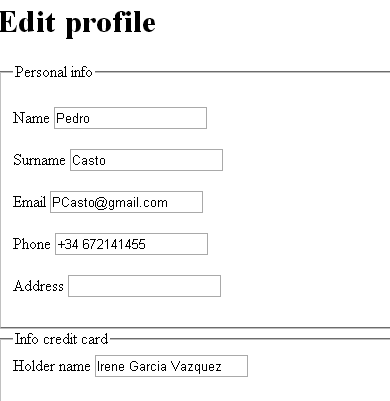 Edit profile
Personal info
Name Pedro
Surname Casto
Email PCasto@gmail.com
Phone +34 672141455
Address
Info credit card
Holder name Irene Garcia Vazquez